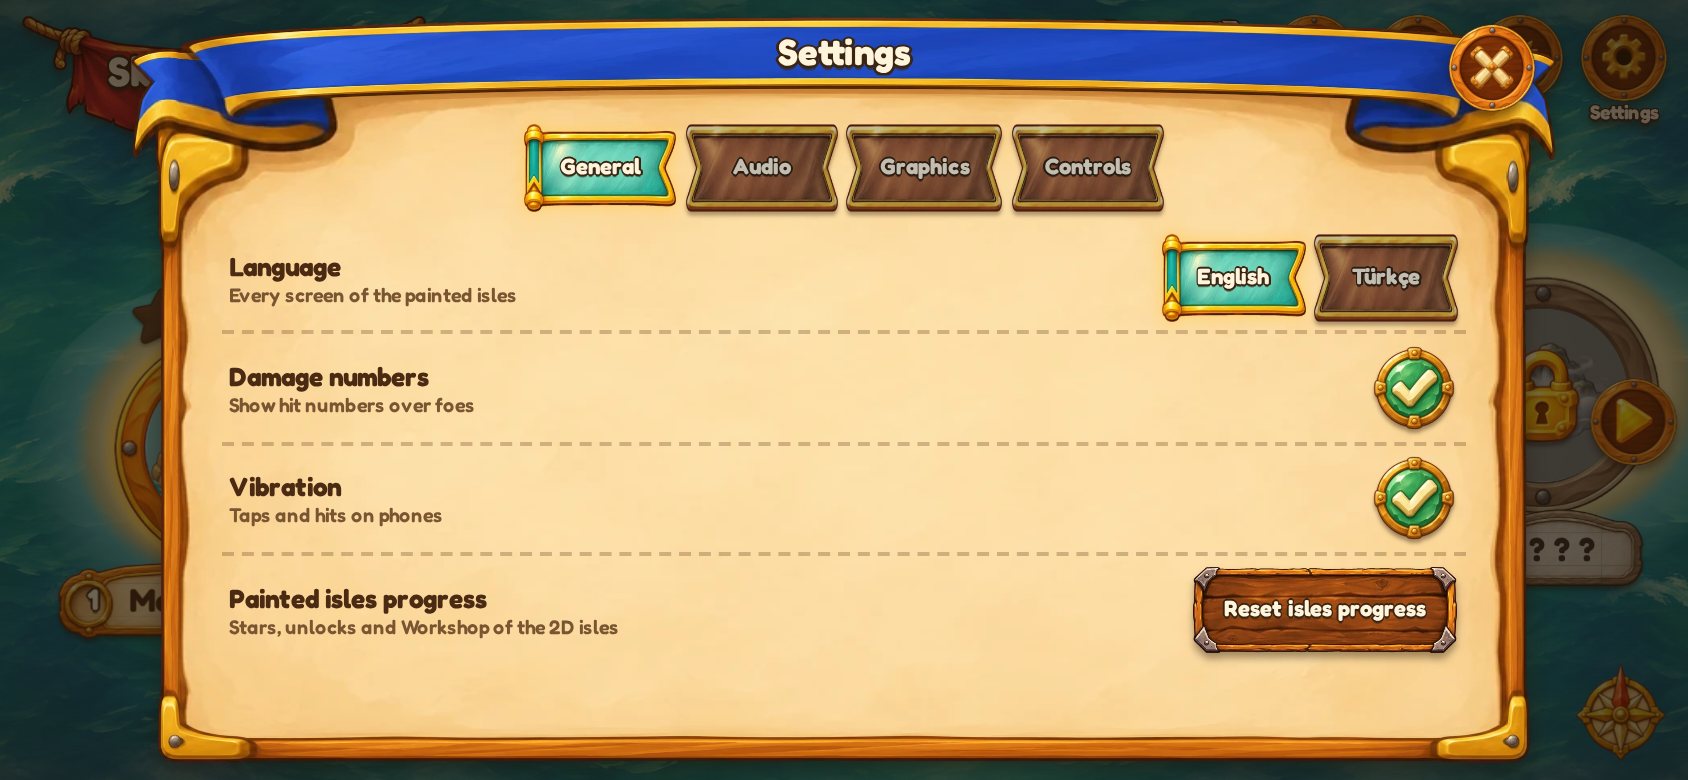 Settings
Settings
General
Audio
Graphics
Controls
Language
Every screen of the painted isles
English
Türkçe
Damage numbers
Show hit numbers over foes
Vibration
Taps and hits on phones
? ? ?
1
Painted isles progress
Stars, unlocks and Workshop of the 2D isles
Reset isles progress